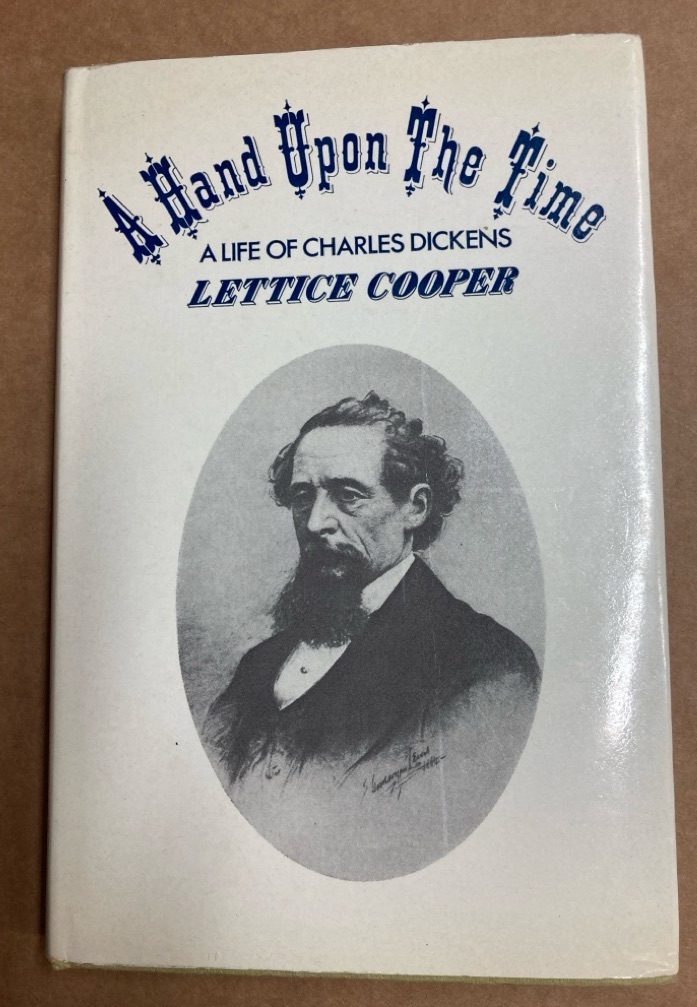 A Hand Upon The Time
A LIFE OF CHARLES DICKENS
LETTICE COOPER